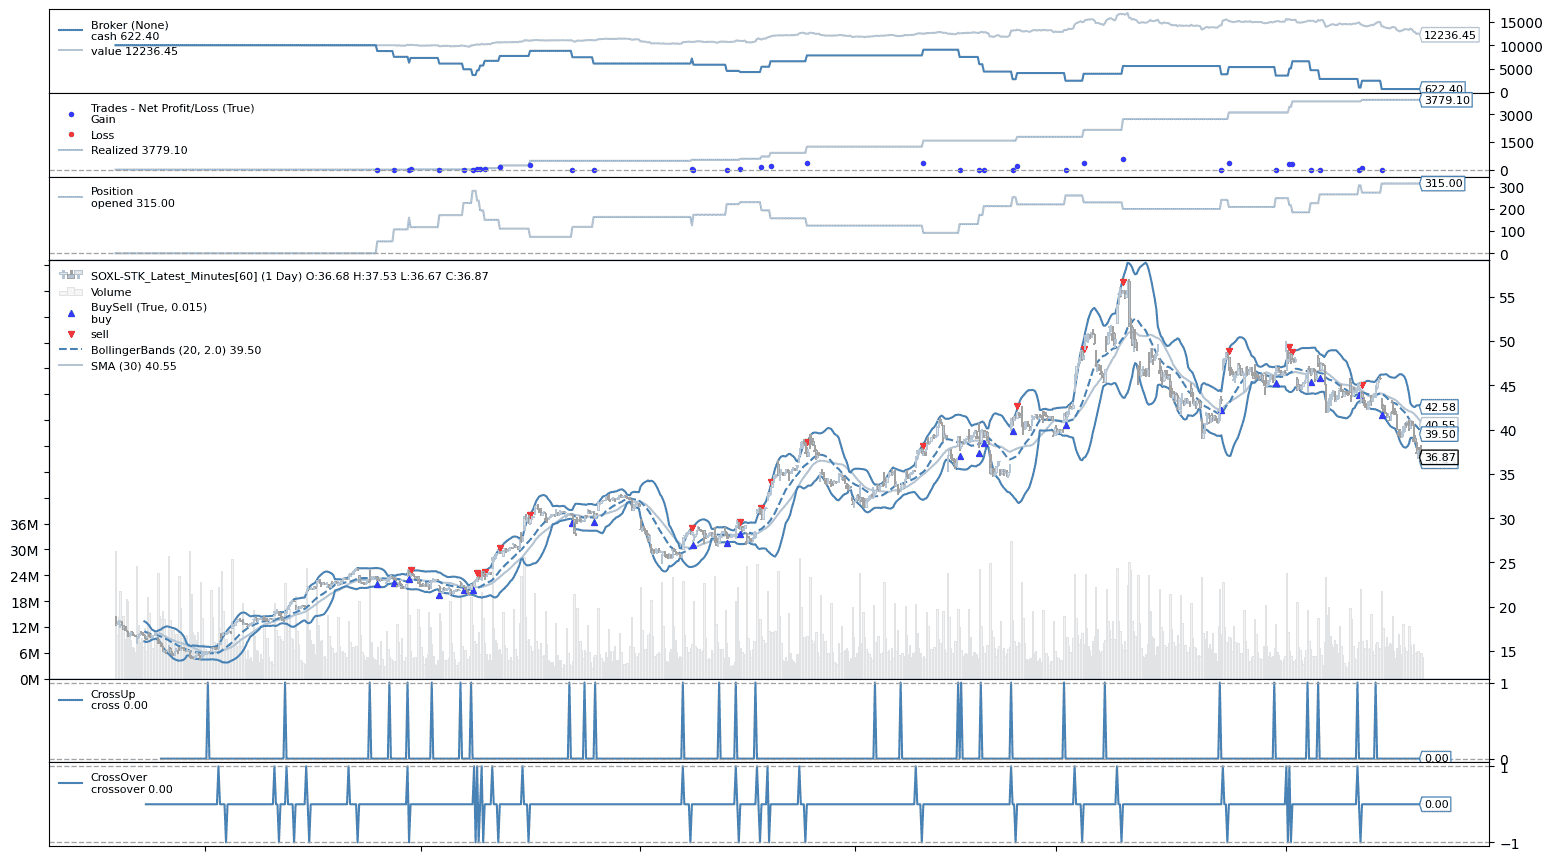 Broker (None)
cash 622.40
value 12236.45
15000
12236.45
10000
5000
622.40
0
Trades - Net Profit/Loss (True)
Gain
Loss
Realized 3779.10
3779.10
3000
1500
0
Position
opened 315.00
315.00
300
200
100
0
SOXL-STK_Latest_Minutes[60] (1 Day) O:36.68 H:37.53 L:36.67 C:36.87
Volume
BuySell (True, 0.015)
buy
sell
BollingerBands (20, 2.0) 39.50
SMA (30) 40.55
55
50
45
42.58
40.55
40
39.50
36.87
35
30
25
20
15
36M
30M
24M
18M
12M
6M
0M
CrossUp
cross 0.00
1
0.00
0
CrossOver
crossover 0.00
1
0.00
−1